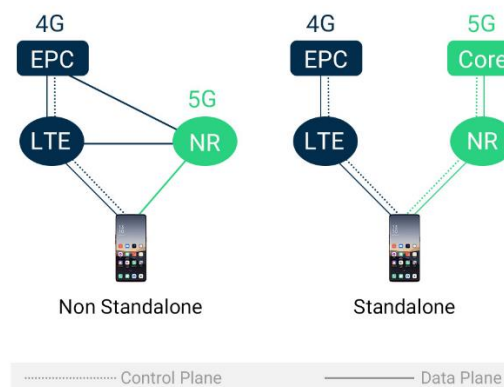 4G
EPC
5G
LTE
NR
Non Standalone
4G
EPC
5G
Core
LTE
NR
Standalone
Control Plane
Data Plane